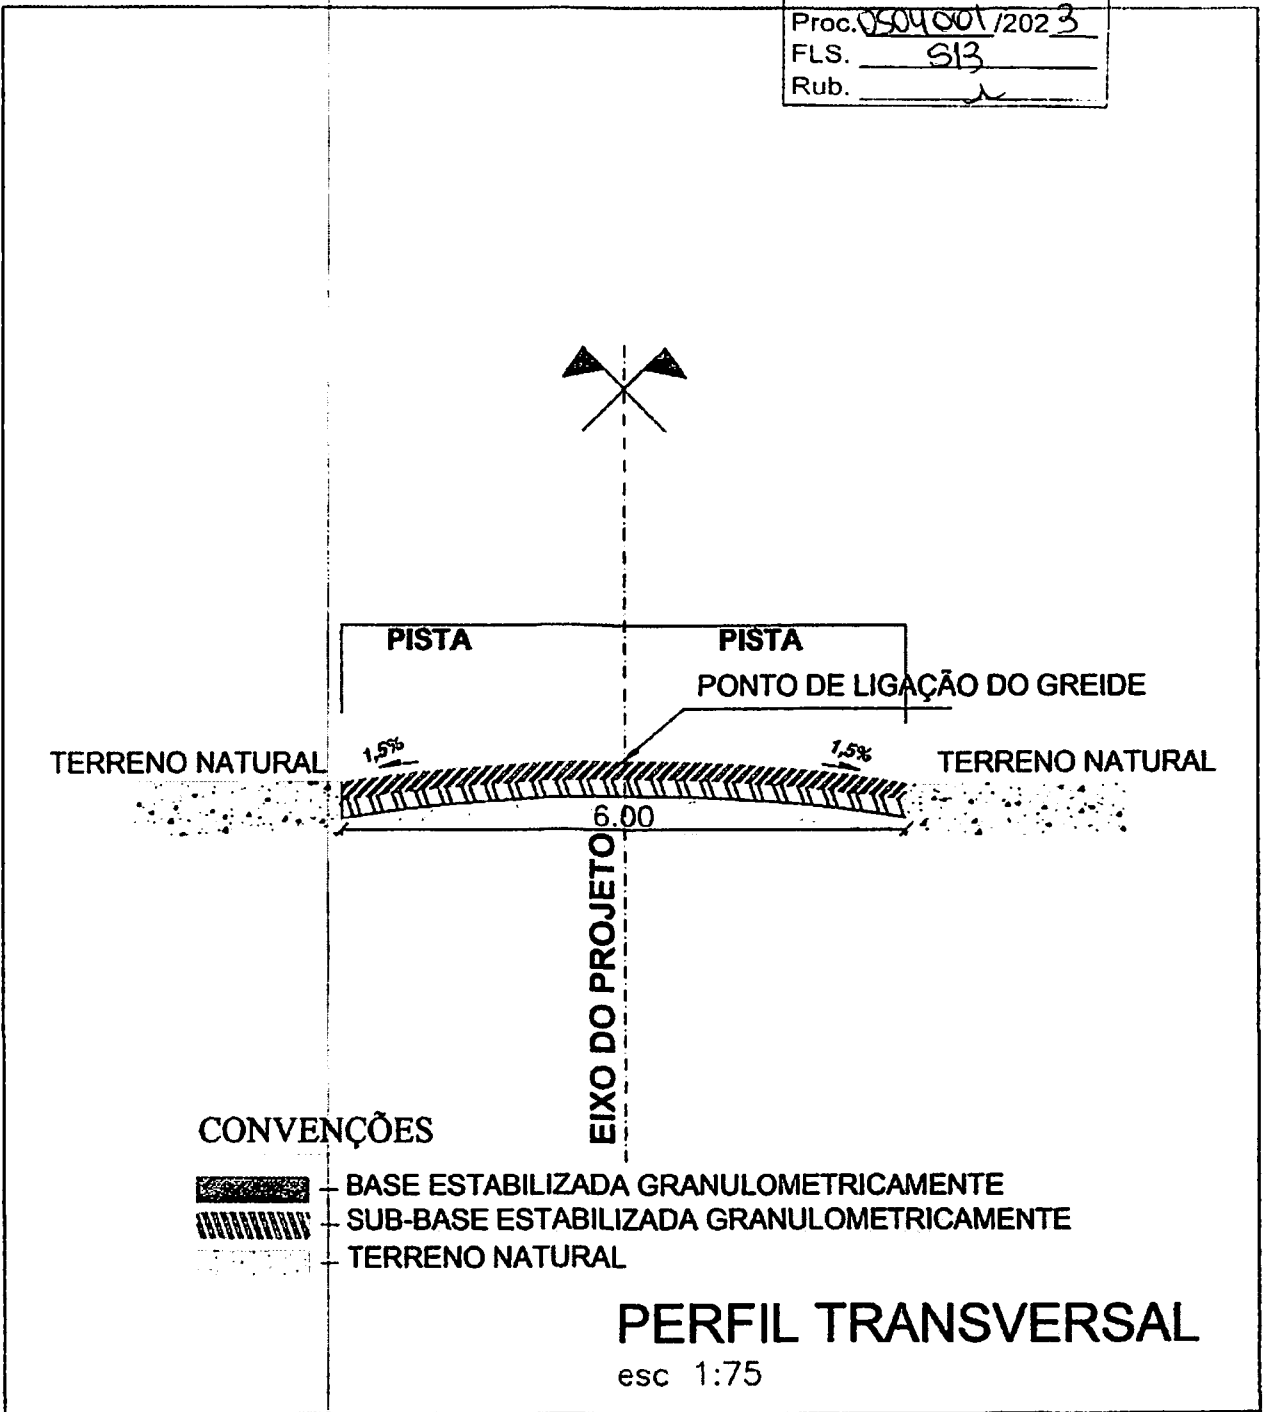 Proc. 0504001/2023
FLS. 513
Rub.
PISTA PISTA
PONTO DE LIGAÇÃO DO GREIDE
1,5% 1,5%
TERRENO NATURAL TERRENO NATURAL
6.00
EIXO DO PROJETO
CONVENÇÕES
- BASE ESTABILIZADA GRANULOMETRICAMENTE
- SUB-BASE ESTABILIZADA GRANULOMETRICAMENTE
- TERRENO NATURAL
PERFIL TRANSVERSAL
esc 1:75